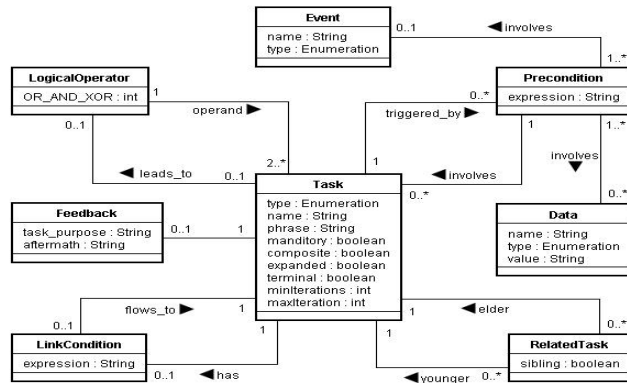 Event
name : String
type : Enumeration
0..1
◄ involves
1..*
LogicalOperator
OR_AND_XOR : int
1
operand ►
2..*
0..1
◄ leads_to
0..1
Precondition
expression : String
0..*
triggered_by ►
1
1
◄ involves
0..*
1..*
involves
▼
0..*
Task
type : Enumeration
name : String
phrase : String
manditory : boolean
composite : boolean
expanded : boolean
terminal : boolean
minIterations : int
maxIteration : int
Feedback
task_purpose : String
aftermath : String
0..1
1
Data
name : String
type : Enumeration
value : String
flows_to ►
0..1
1
LinkCondition
expression : String
0..1
◄ has
1
◄ elder
1
0..*
RelatedTask
sibling : boolean
1
◄ younger
0..*